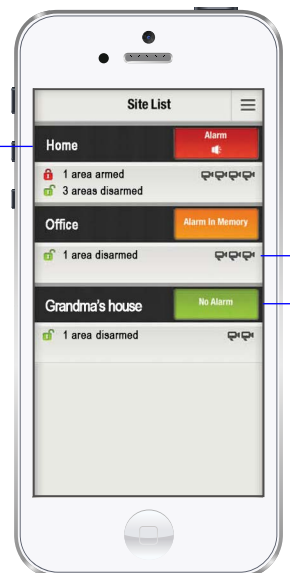 Site List
Home
Alarm
1 area armed
3 areas disarmed
Office
Alarm In Memory
1 area disarmed
Grandma's house
No Alarm
1 area disarmed